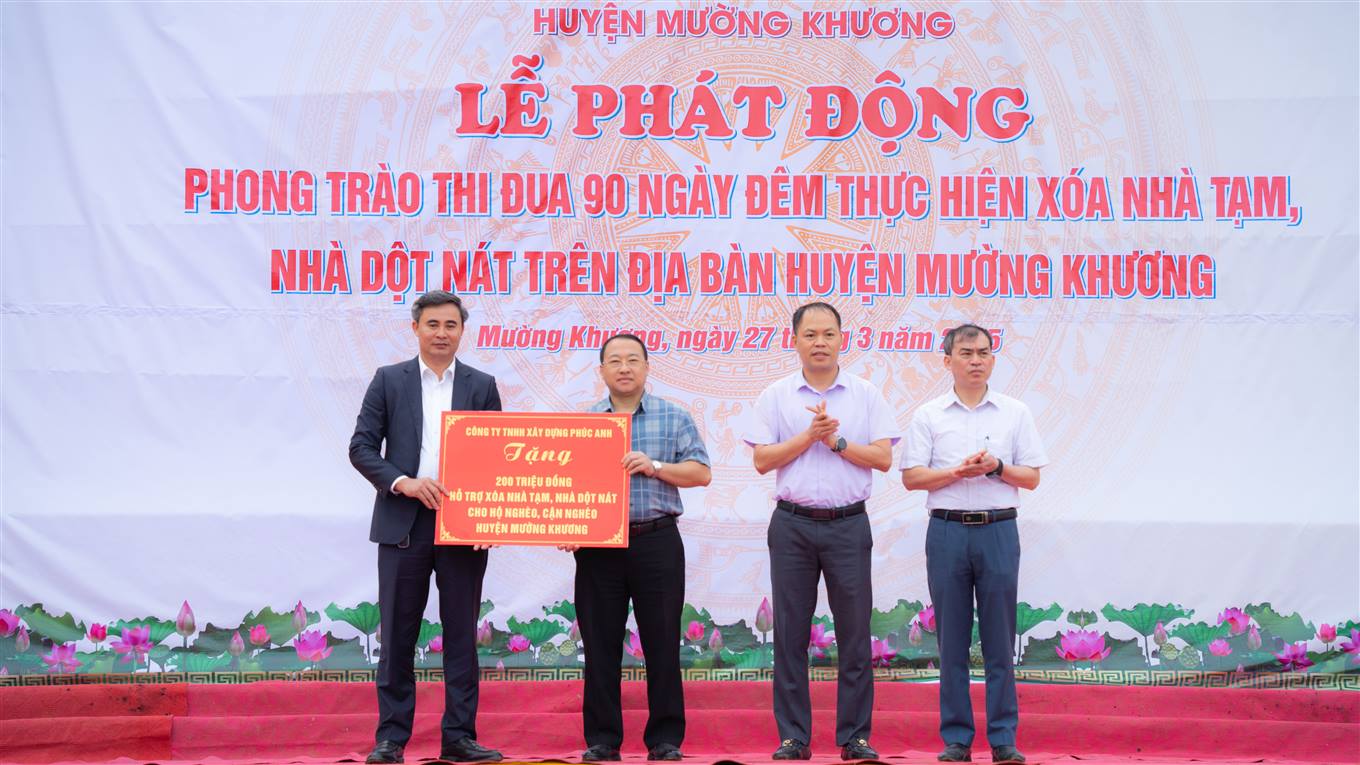 HUYỆN MƯỜNG KHƯƠNG
LỄ PHÁT ĐỘNG
PHONG TRÀO THI ĐUA 90 NGÀY ĐÊM THỰC HIỆN XÓA NHÀ TẠM,
NHÀ DỘT NÁT TRÊN ĐỊA BÀN HUYỆN MƯỜNG KHƯƠNG
Mường Khương, ngày 27 3 năm
CÔNG TY TNHH XÂY DỰNG PHÚC ANH
Tặng
200 TRIỆU ĐỒNG
HỖ TRỢ XÓA NHÀ TẠM, NHÀ DỘT NÁT
CHO HỘ NGHÈO, CẬN NGHÈO
HUYỆN MƯỜNG KHƯƠNG